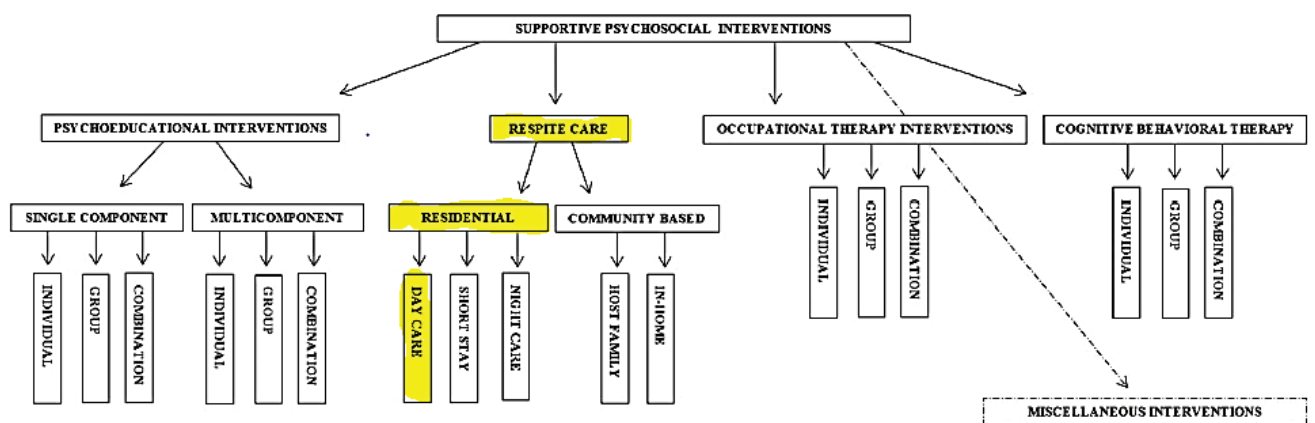 SUPPORTIVE PSYCHOSOCIAL INTERVENTIONS
PSYCHOEDUCATIONAL INTERVENTIONS
RESPITE CARE
OCCUPATIONAL THERAPY INTERVENTIONS
COGNITIVE BEHAVIORAL THERAPY
SINGLE COMPONENT
MULTICOMPONENT
RESIDENTIAL
COMMUNITY BASED
INDIVIDUAL
GROUP
COMBINATION
INDIVIDUAL
GROUP
COMBINATION
INDIVIDUAL
GROUP
COMBINATION
INDIVIDUAL
GROUP
COMBINATION
DAY CARE
SHORT STAY
NIGHT CARE
HOST FAMILY
IN-HOME
MISCELLANEOUS INTERVENTIONS